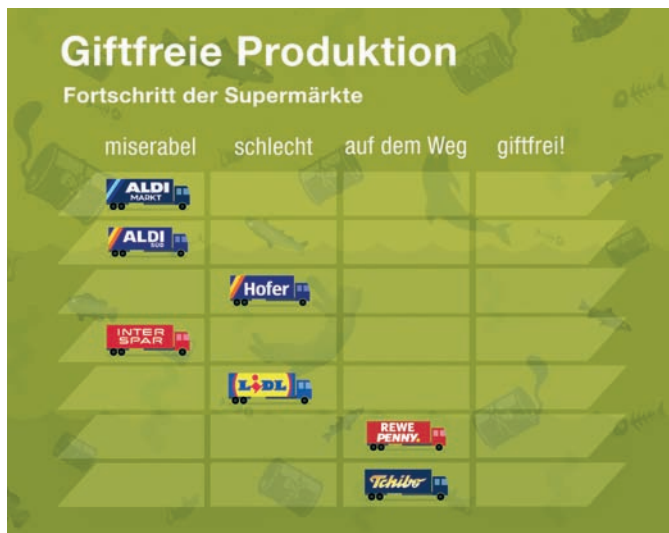 Giftfreie Produktion
Fortschritt der Supermärkte
miserabel schlecht auf dem Weg giftfrei!
ALDI
MARKT
ALDI
SÜD
Hofer
INTER
SPAR
LiDL
REWE
PENNY.
Tchibo